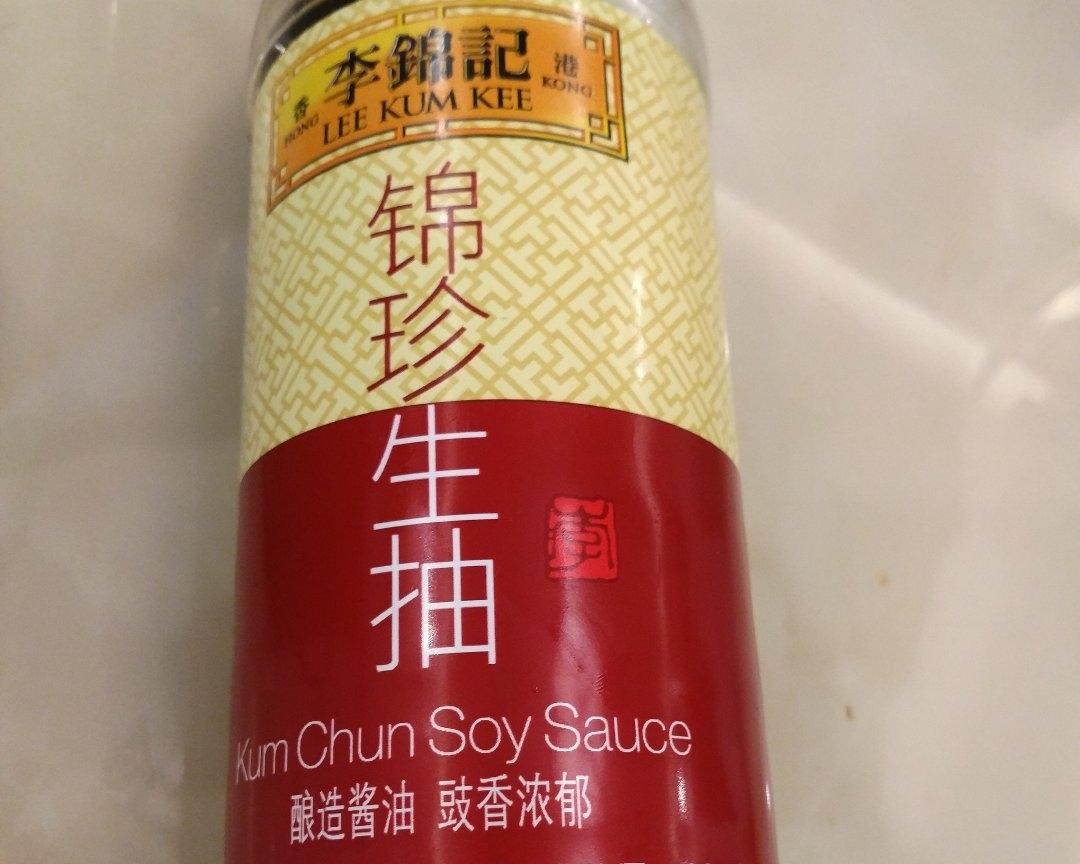 香 李錦記 港
HONG LEE KUM KEE KONG
锦珍生抽
李
Kum Chun Soy Sauce
酿造酱油 豉香浓郁